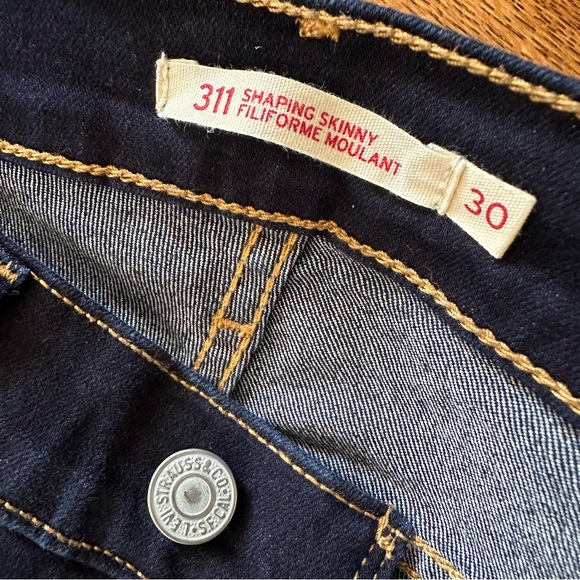 311 SHAPING SKINNY
FILIFORME MOULANT
30
LEVI STRAUSS & CO. S.F. CAL.